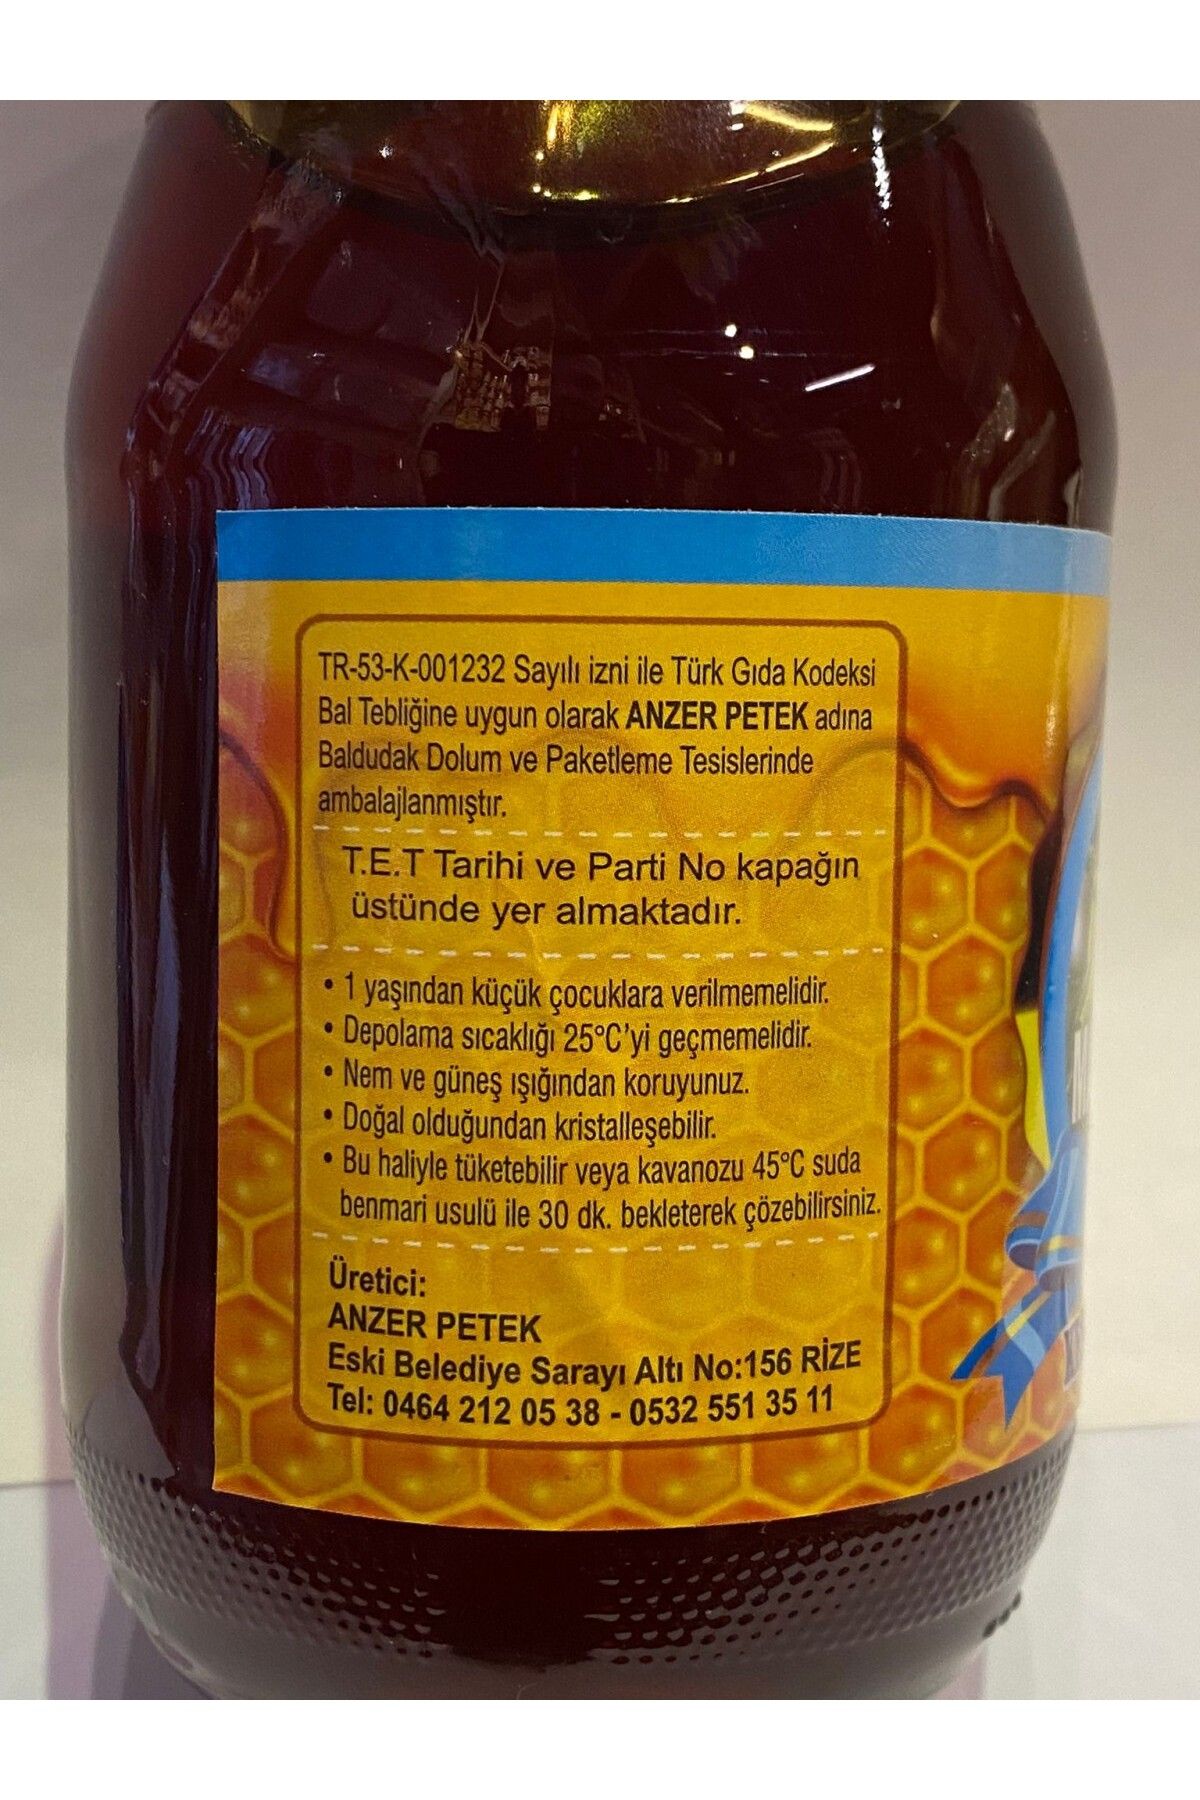 TR-53-K-001232 Sayılı izni ile Türk Gıda Kodeksi
Bal Tebliğine uygun olarak ANZER PETEK adına
Baldudak Dolum ve Paketleme Tesislerinde
ambalajlanmıştır.
T.E.T Tarihi ve Parti No kapağın
üstünde yer almaktadır.
• 1 yaşından küçük çocuklara verilmemelidir.
• Depolama sıcaklığı 25°C'yi geçmemelidir.
• Nem ve güneş ışığından koruyunuz.
• Doğal olduğundan kristalleşebilir.
• Bu haliyle tüketebilir veya kavanozu 45°C suda
benmari usulü ile 30 dk. bekleterek çözebilirsiniz.
Üretici:
ANZER PETEK
Eski Belediye Sarayı Altı No:156 RİZE
Tel: 0464 212 05 38 - 0532 551 35 11